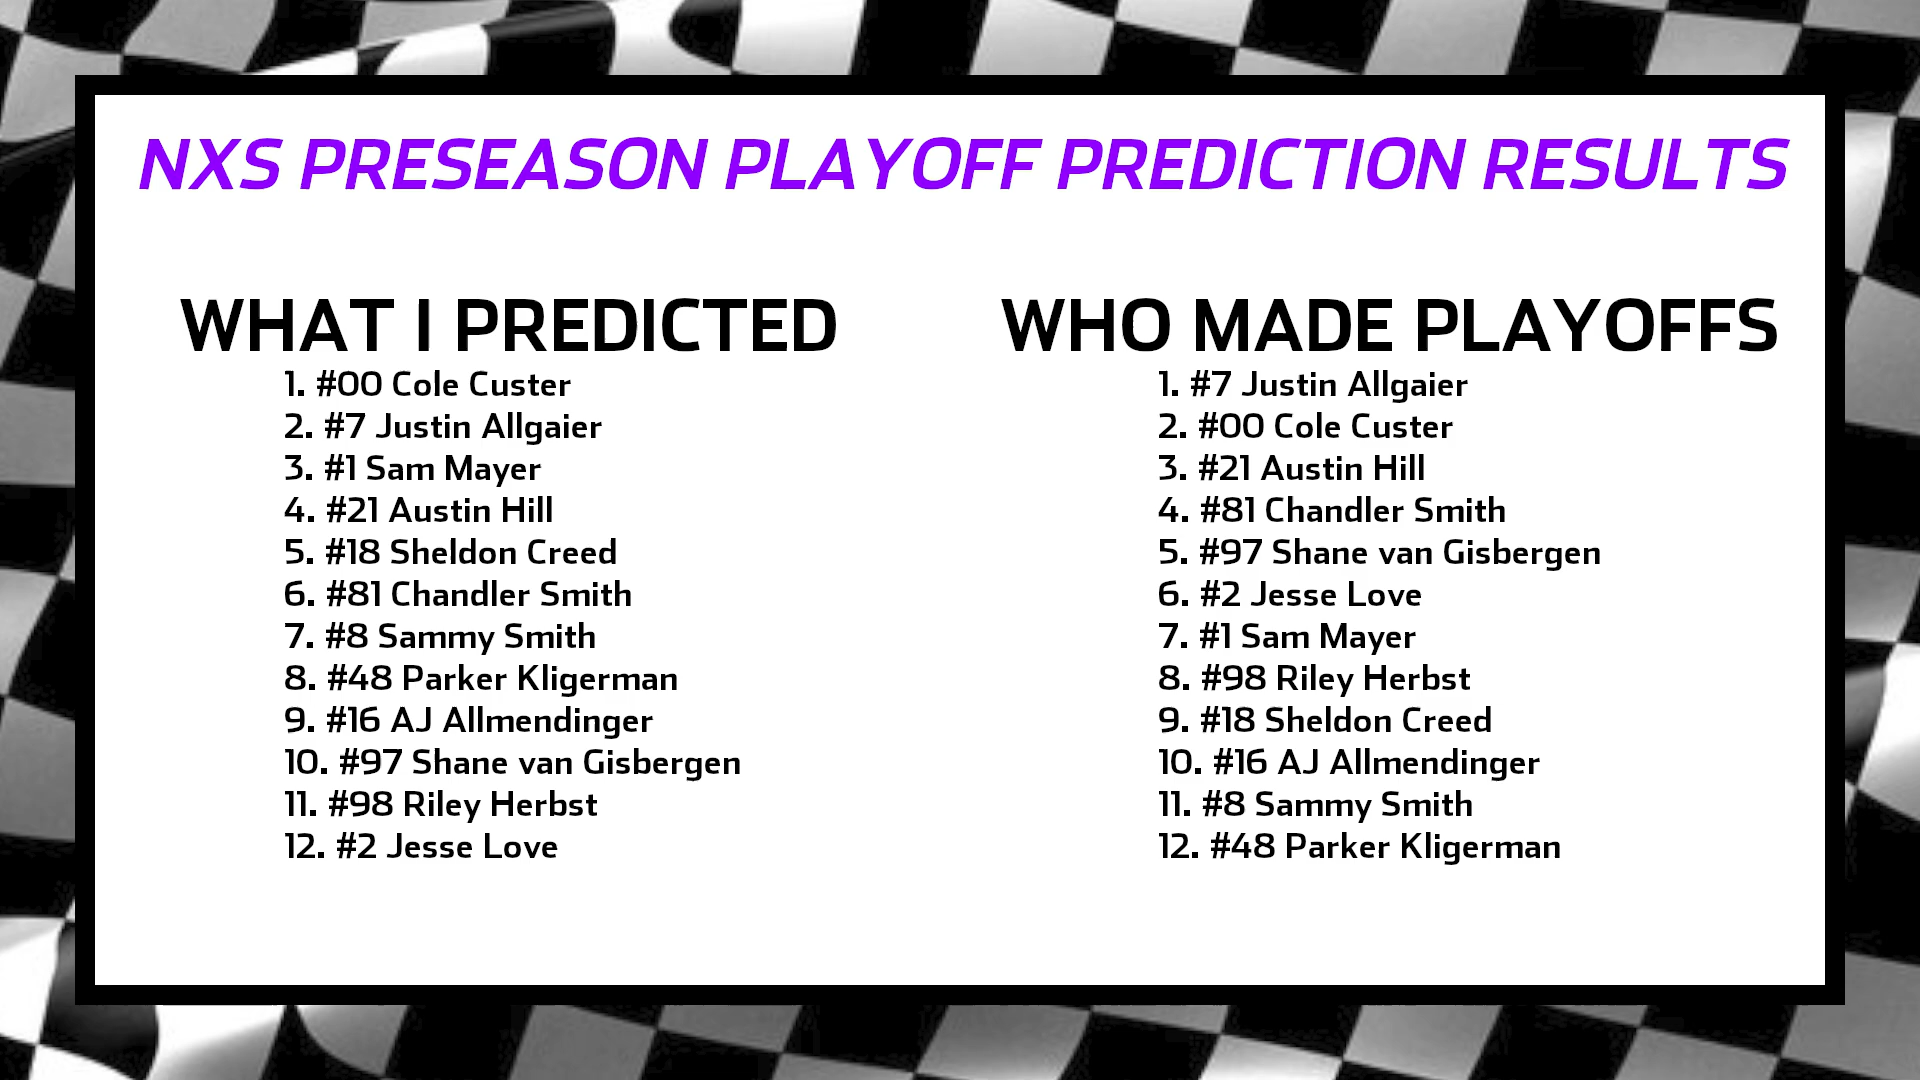 NXS PRESEASON PLAYOFF PREDICTION RESULTS
WHAT I PREDICTED
1. #00 Cole Custer
2. #7 Justin Allgaier
3. #1 Sam Mayer
4. #21 Austin Hill
5. #18 Sheldon Creed
6. #81 Chandler Smith
7. #8 Sammy Smith
8. #48 Parker Kligerman
9. #16 AJ Allmendinger
10. #97 Shane van Gisbergen
11. #98 Riley Herbst
12. #2 Jesse Love
WHO MADE PLAYOFFS
1. #7 Justin Allgaier
2. #00 Cole Custer
3. #21 Austin Hill
4. #81 Chandler Smith
5. #97 Shane van Gisbergen
6. #2 Jesse Love
7. #1 Sam Mayer
8. #98 Riley Herbst
9. #18 Sheldon Creed
10. #16 AJ Allmendinger
11. #8 Sammy Smith
12. #48 Parker Kligerman